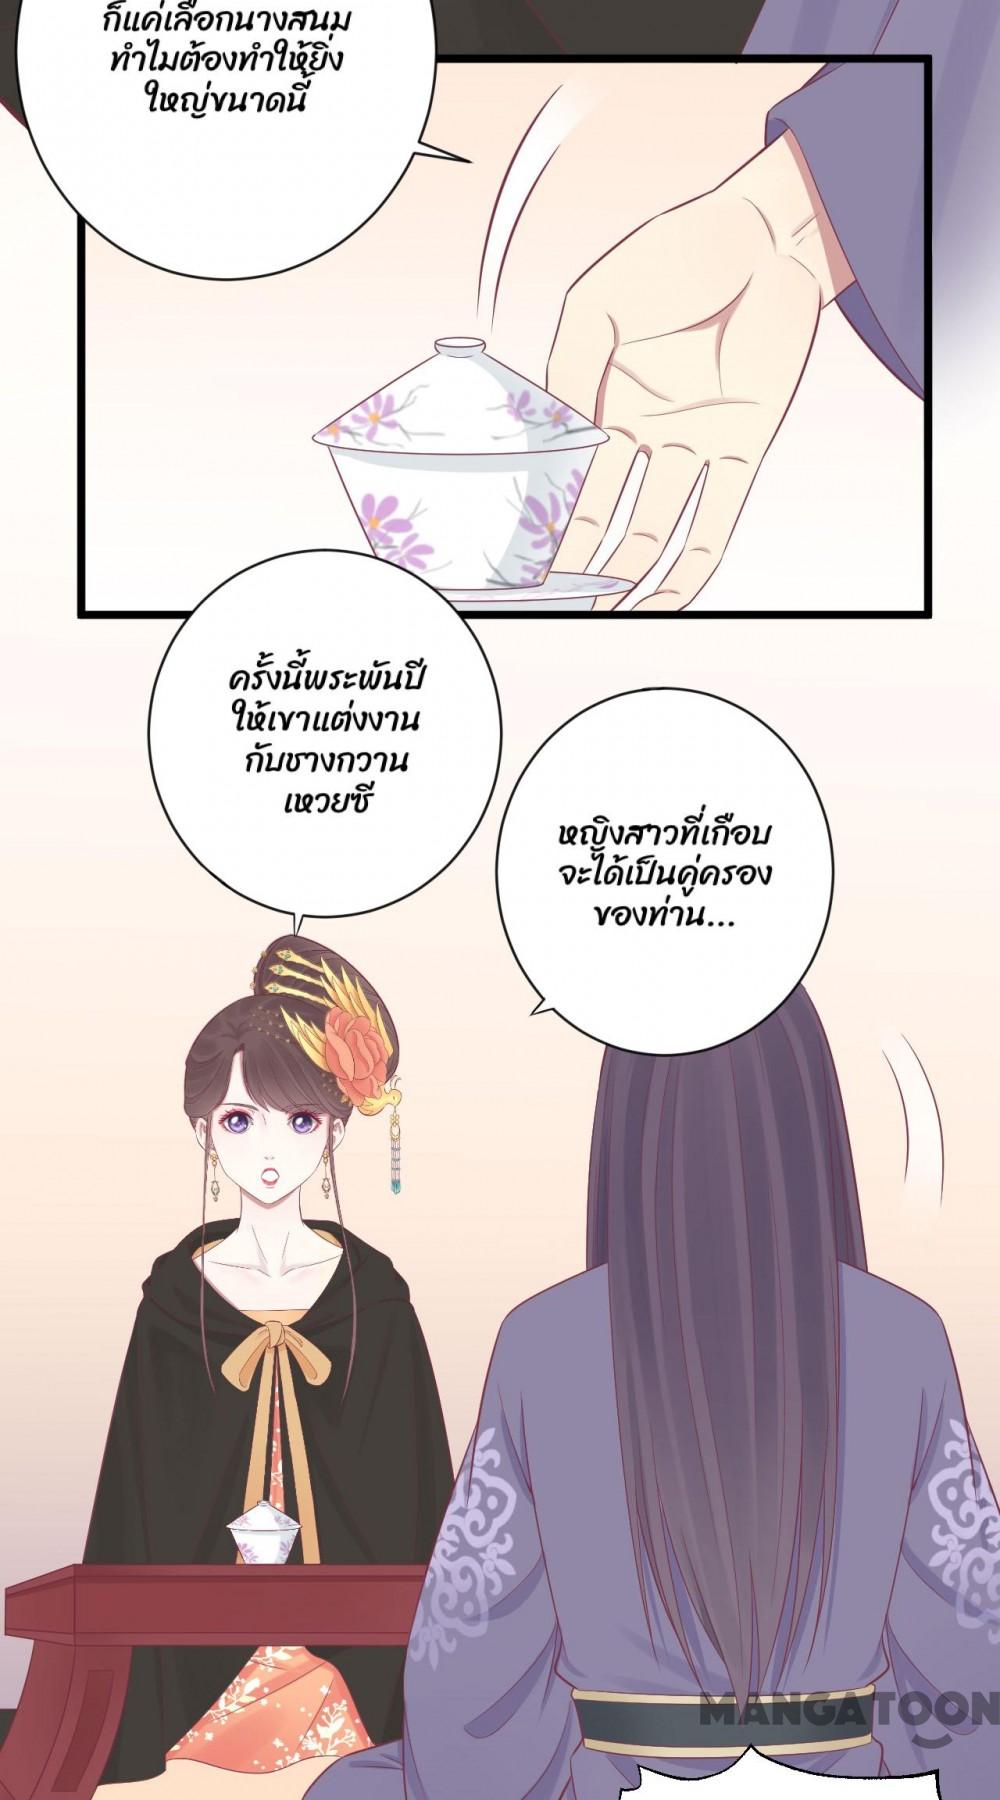 ก็แค่เลือกนางสนม
ทำไมต้องทำให้ยิ่ง
ใหญ่ขนาดนี้
ครั้งนี้พระพันปี
ให้เขาแต่งงาน
กับชางกวาน
เหวยซี
หญิงสาวที่เกือบ
จะได้เป็นคู่ครอง
ของท่าน...
MANGATOON